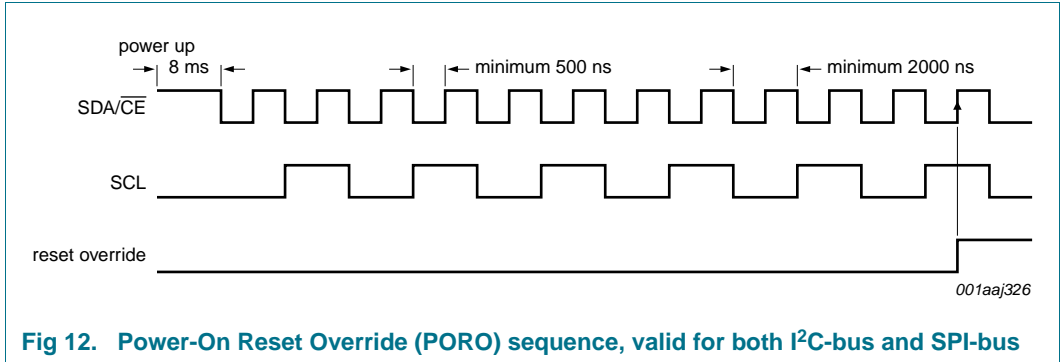 power up
8 ms
minimum 500 ns
minimum 2000 ns
SDA/CE
SCL
reset override
001aaj326
Fig 12. Power-On Reset Override (PORO) sequence, valid for both I2C-bus and SPI-bus